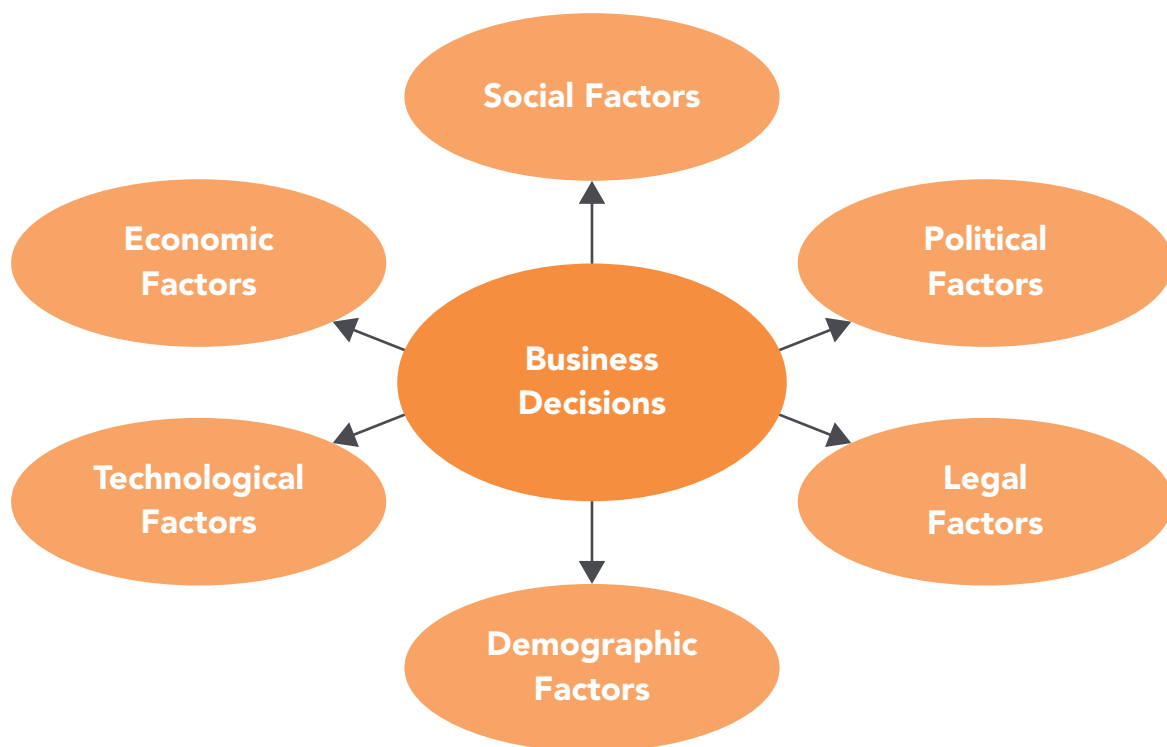 Social Factors
Economic
Factors
Political
Factors
Business
Decisions
Technological
Factors
Legal
Factors
Demographic
Factors